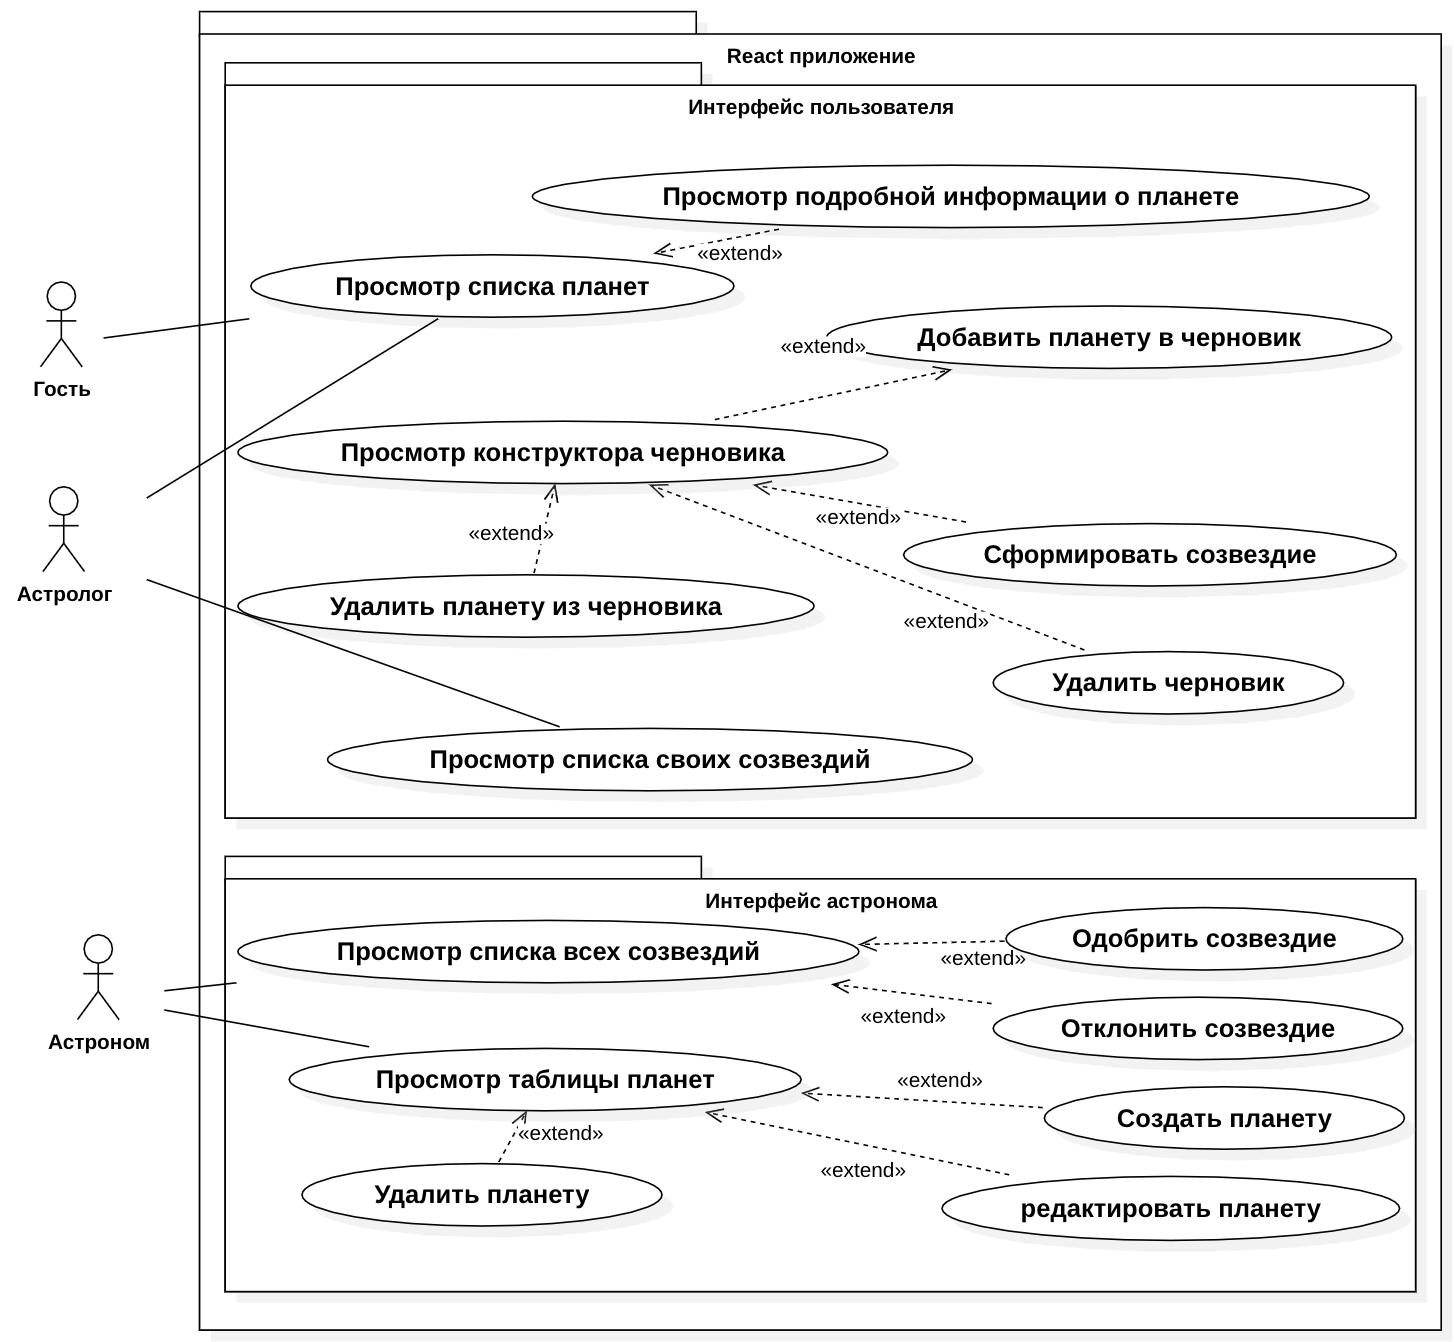 React приложение
Интерфейс пользователя
Просмотр подробной информации о планете
«extend»
Просмотр списка планет
Добавить планету в черновик
«extend»
Гость
Просмотр конструктора черновика
«extend»
«extend»
Сформировать созвездие
Астролог
Удалить планету из черновика
«extend»
Удалить черновик
Просмотр списка своих созвездий
Интерфейс астронома
Одобрить созвездие
Просмотр списка всех созвездий
«extend»
«extend»
Отклонить созвездие
Астроном
Просмотр таблицы планет
«extend»
Создать планету
«extend»
«extend»
Удалить планету
редактировать планету